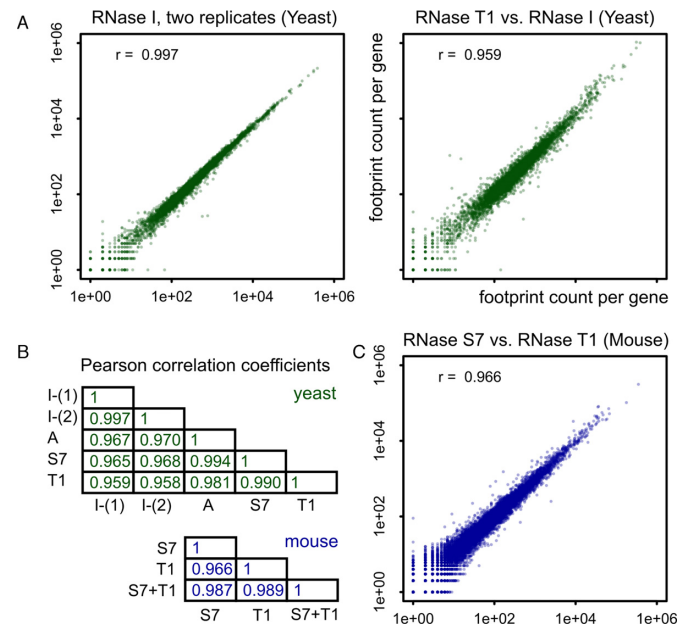 A
RNase I, two replicates (Yeast)
r = 0.997
1e+06
1e+04
1e+02
1e+00
1e+00 1e+02 1e+04 1e+06
RNase T1 vs. RNase I (Yeast)
r = 0.959
footprint count per gene
footprint count per gene
B
Pearson correlation coefficients
yeast
I-(1) 1
I-(2) 0.997 1
A 0.967 0.970 1
S7 0.965 0.968 0.994 1
T1 0.959 0.958 0.981 0.990 1
I-(1) I-(2) A S7 T1
mouse
S7 1
T1 0.966 1
S7+T1 0.987 0.989 1
S7 T1 S7+T1
C
RNase S7 vs. RNase T1 (Mouse)
r = 0.966
1e+06
1e+04
1e+02
1e+00
1e+00 1e+02 1e+04 1e+06